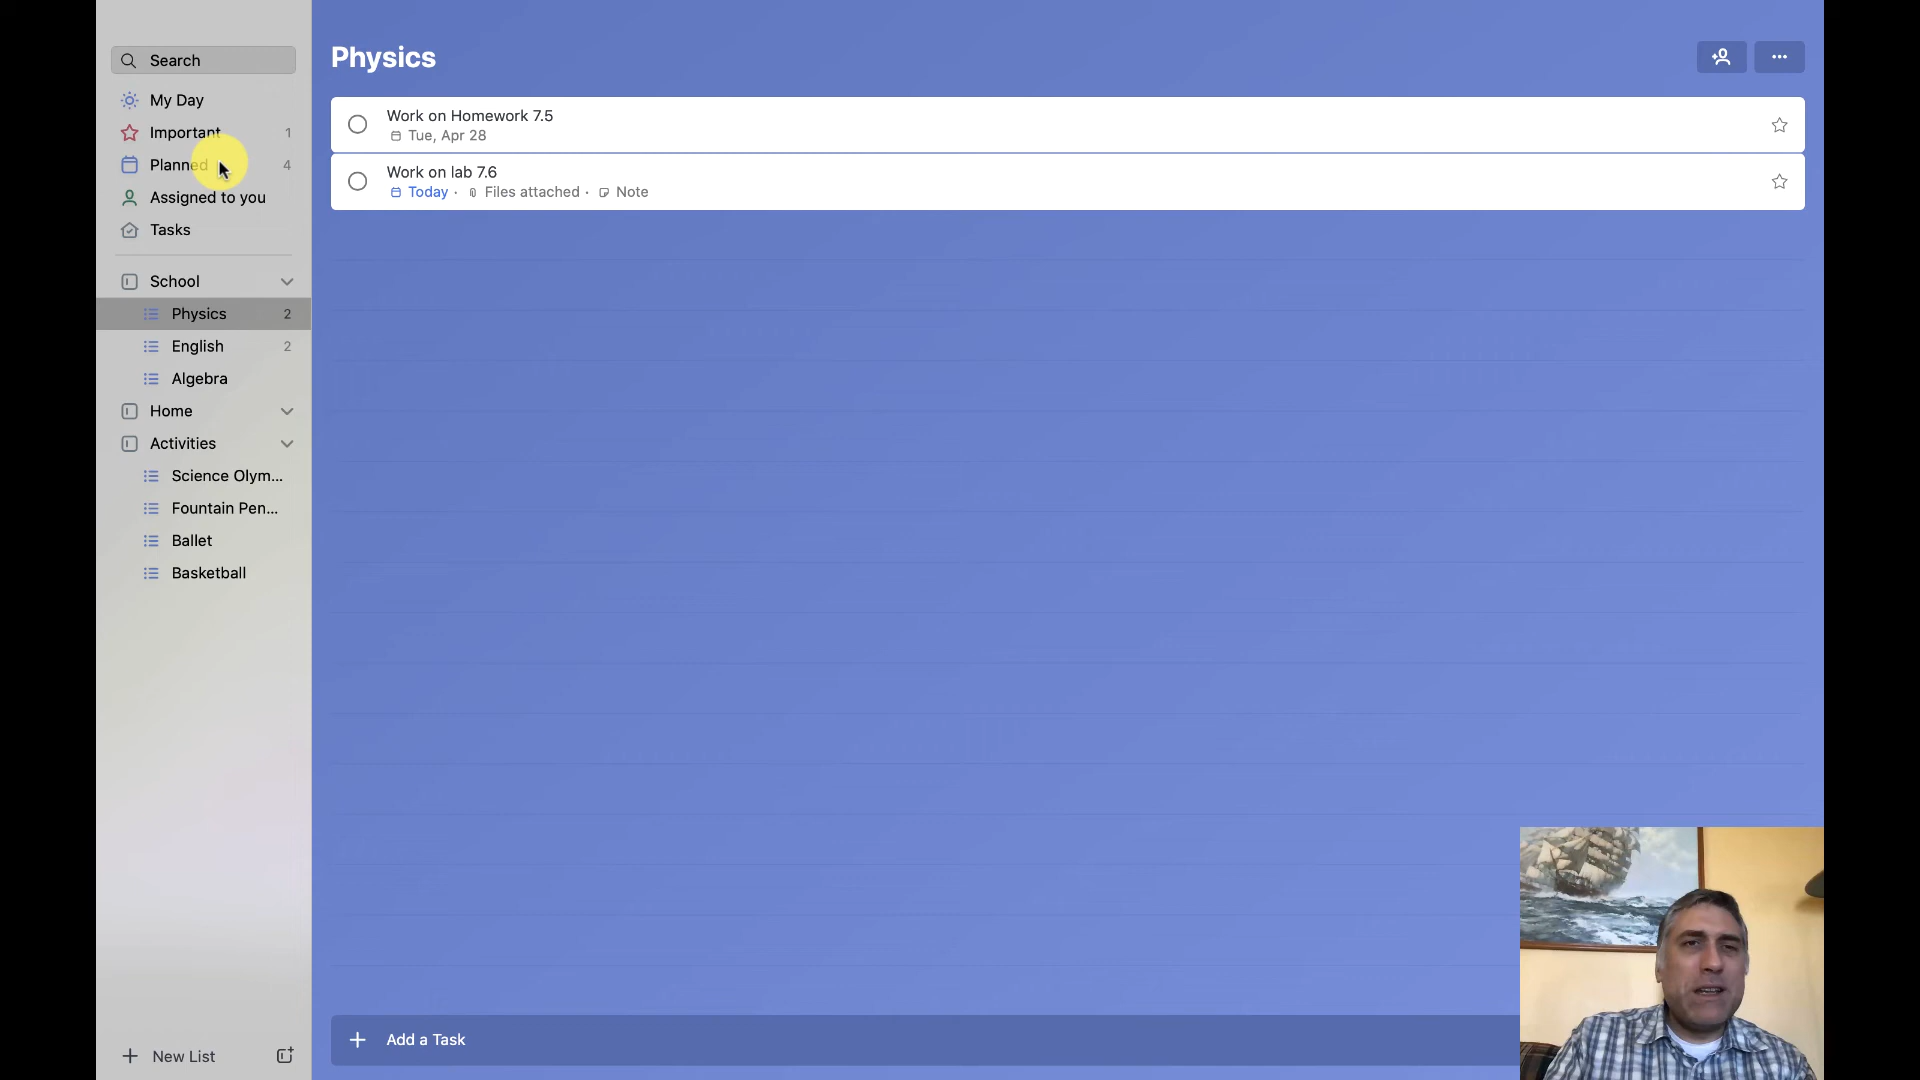 Search
My Day
Important 1
Planned 4
Assigned to you
Tasks
School
Physics 2
English 2
Algebra
Home
Activities
Science Olym...
Fountain Pen...
Ballet
Basketball
New List
Physics
Work on Homework 7.5
Tue, Apr 28
Work on lab 7.6
Today · Files attached · Note
Add a Task